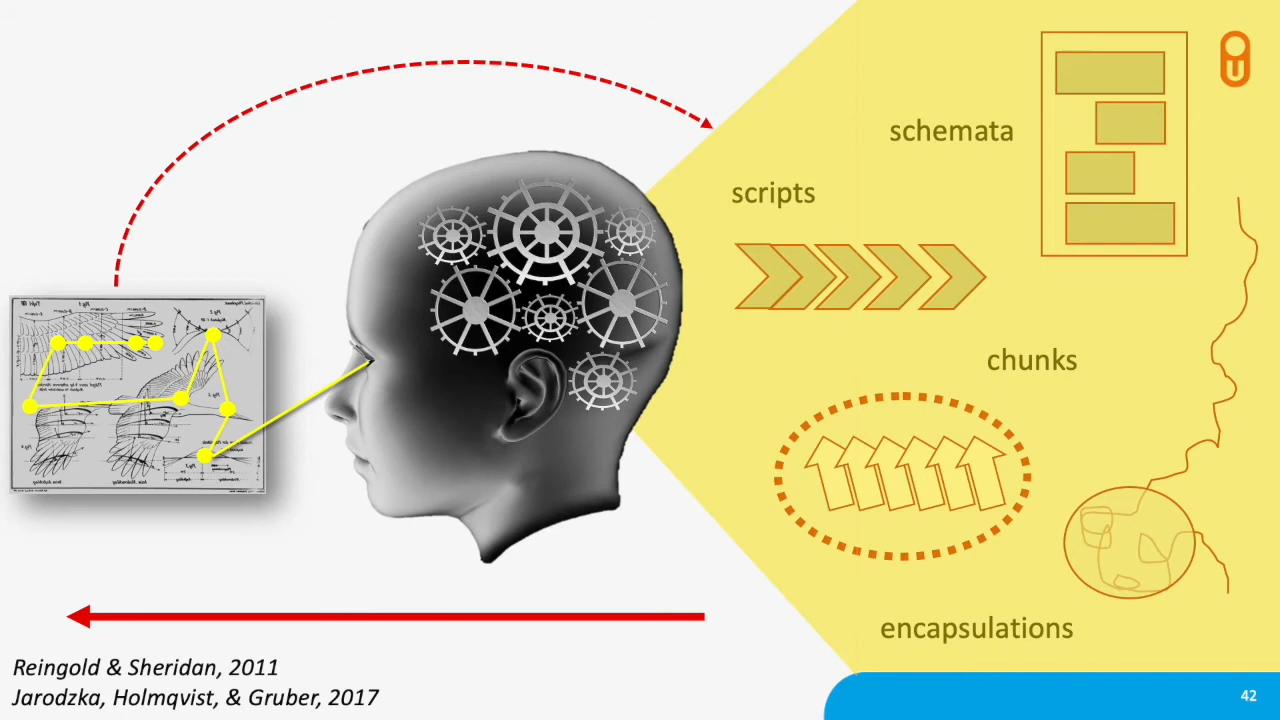 schemata
scripts
chunks
encapsulations
Reingold & Sheridan, 2011
Jarodzka, Holmqvist, & Gruber, 2017
42